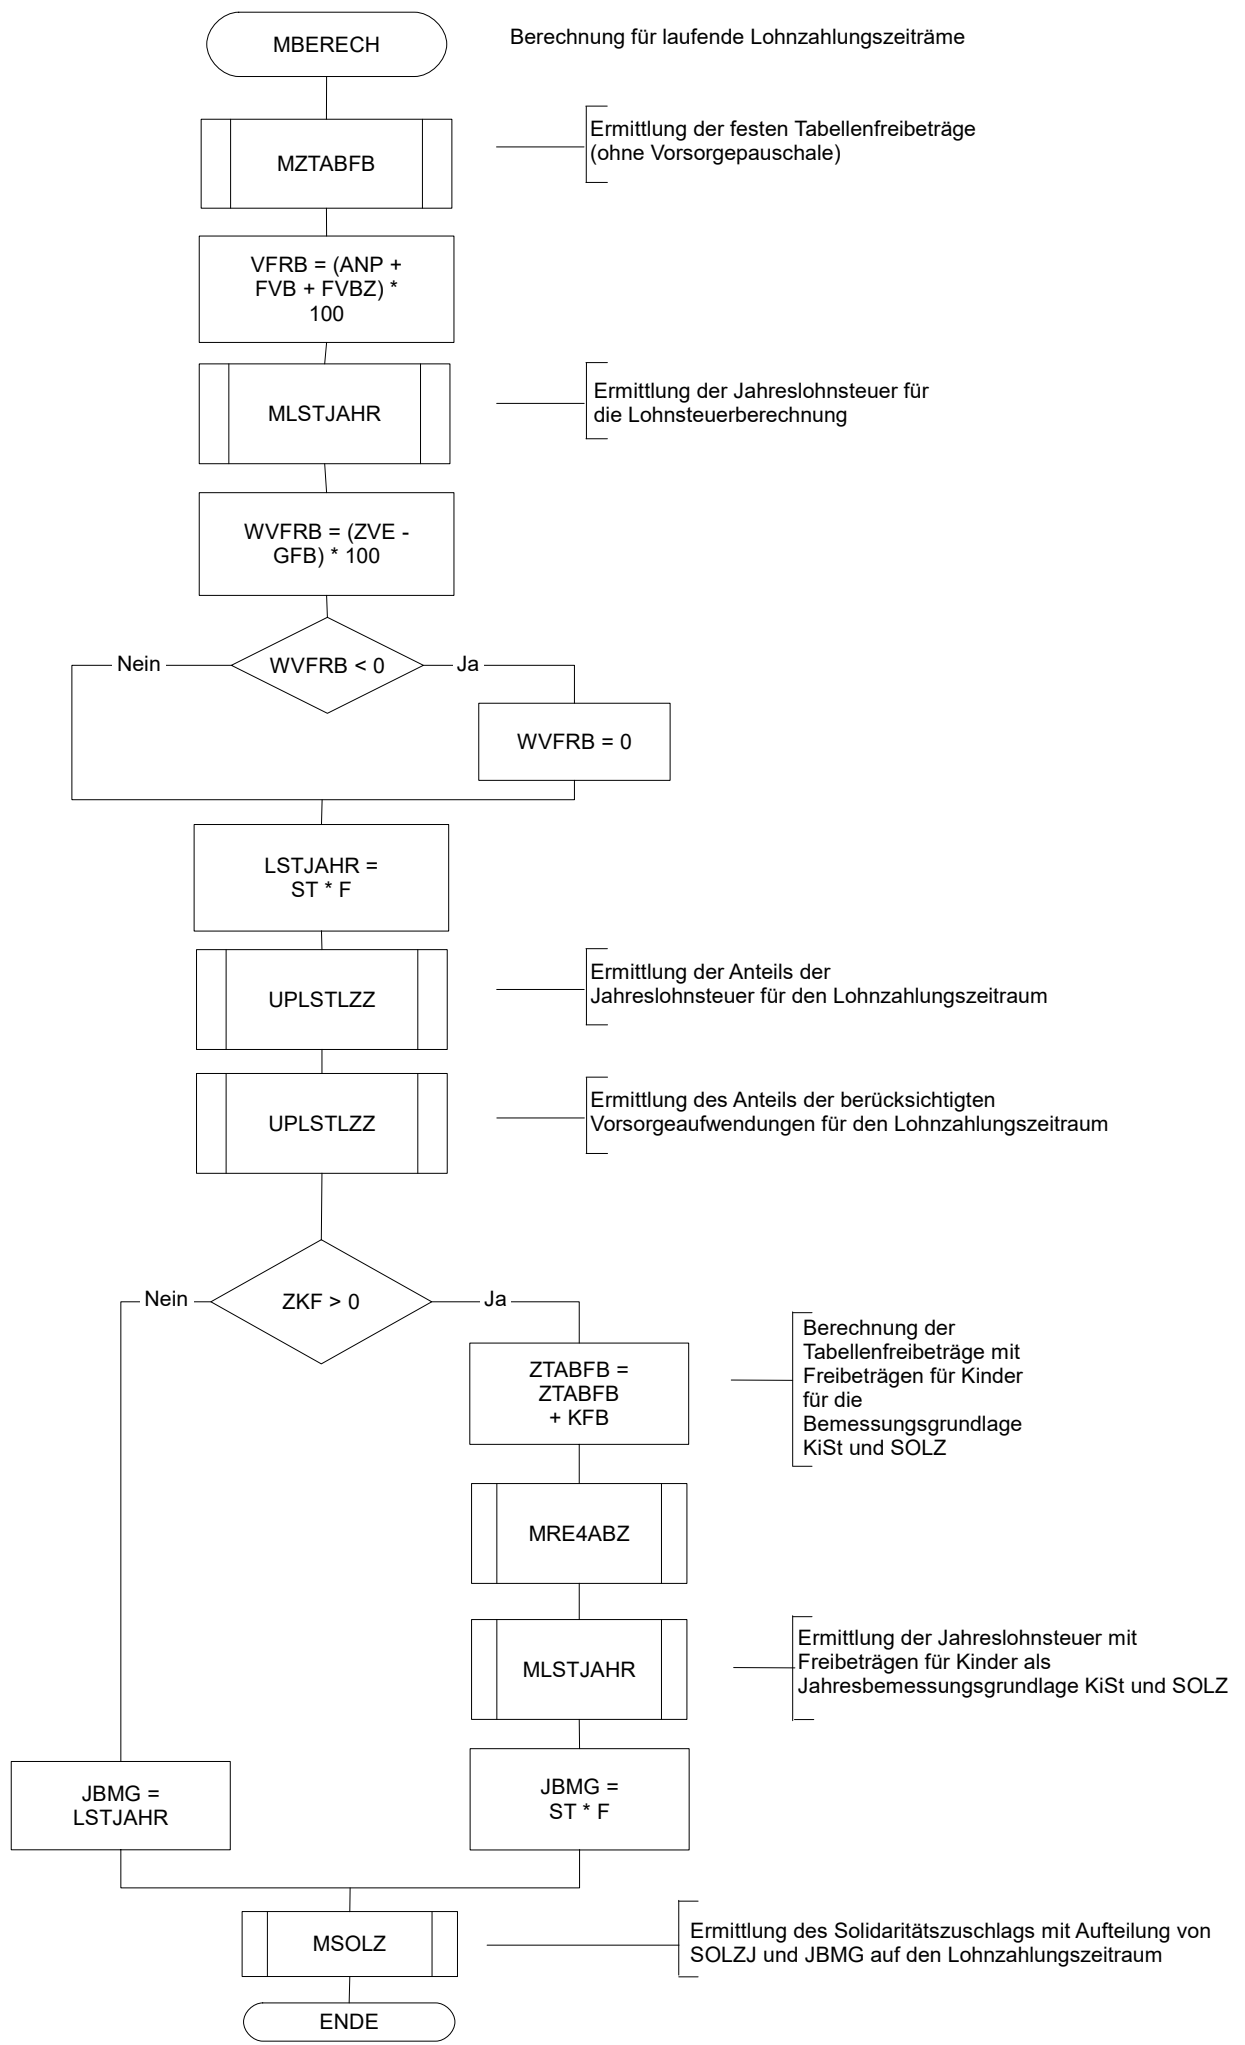 MBERECH
Berechnung für laufende Lohnzahlungszeiträme
MZTABFB
Ermittlung der festen Tabellenfreibeträge
(ohne Vorsorgepauschale)
VFRB = (ANP +
FVB + FVBZ) *
100
MLSTJAHR
Ermittlung der Jahreslohnsteuer für
die Lohnsteuerberechnung
WVFRB = (ZVE -
GFB) * 100
Nein
WVFRB < 0
Ja
WVFRB = 0
LSTJAHR =
ST * F
UPLSTLZZ
Ermittlung der Anteils der
Jahreslohnsteuer für den Lohnzahlungszeitraum
UPLSTLZZ
Ermittlung des Anteils der berücksichtigten
Vorsorgeaufwendungen für den Lohnzahlungszeitraum
Nein
ZKF > 0
Ja
ZTABFB =
ZTABFB
+ KFB
Berechnung der
Tabellenfreibeträge mit
Freibeträgen für Kinder
für die
Bemessungsgrundlage
KiSt und SOLZ
MRE4ABZ
MLSTJAHR
Ermittlung der Jahreslohnsteuer mit
Freibeträgen für Kinder als
Jahresbemessungsgrundlage KiSt und SOLZ
JBMG =
LSTJAHR
JBMG =
ST * F
MSOLZ
Ermittlung des Solidaritätszuschlags mit Aufteilung von
SOLZJ und JBMG auf den Lohnzahlungszeitraum
ENDE